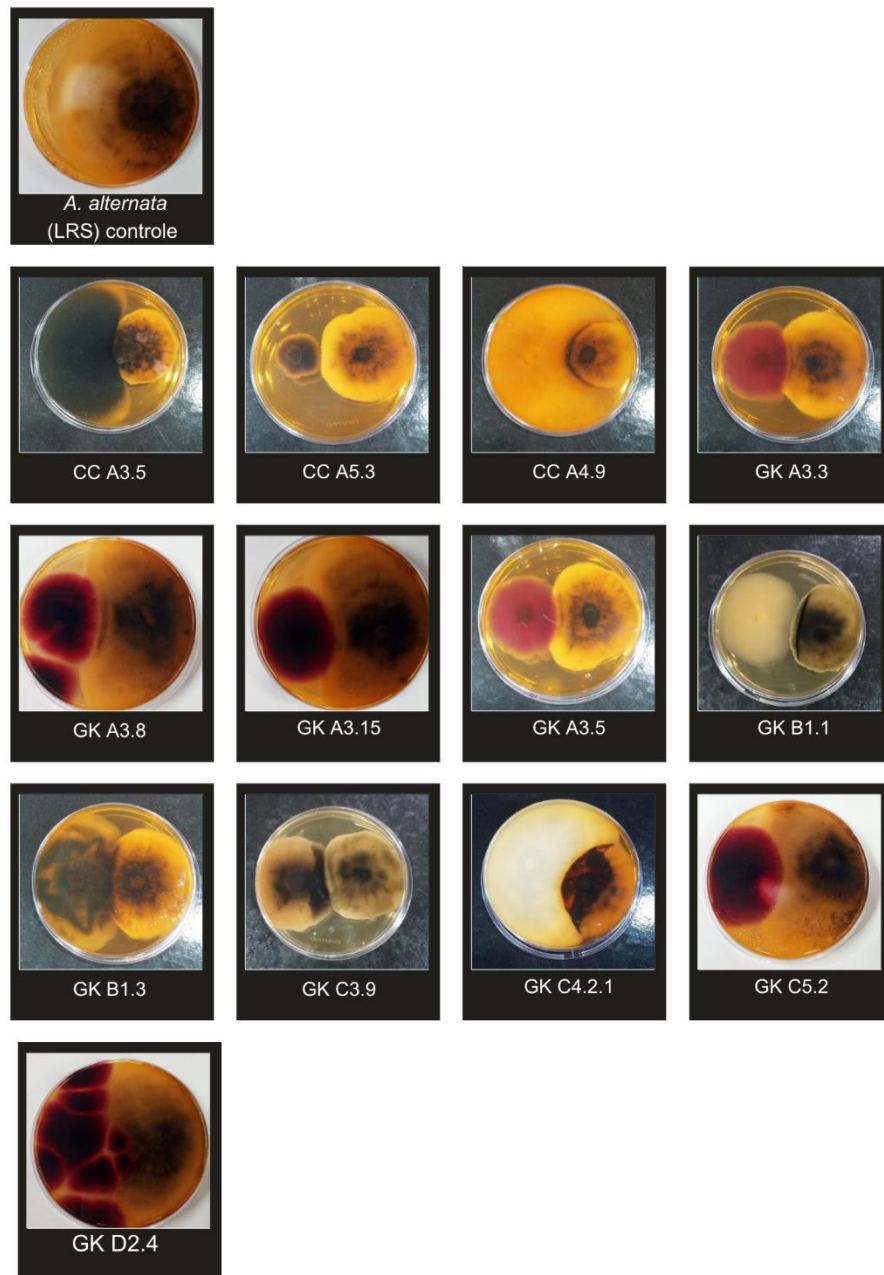 A. alternata
(LRS) controle
CC A3.5
CC A5.3
CC A4.9
GK A3.3
GK A3.8
GK A3.15
GK A3.5
GK B1.1
GK B1.3
GK C3.9
GK C4.2.1
GK C5.2
GK D2.4